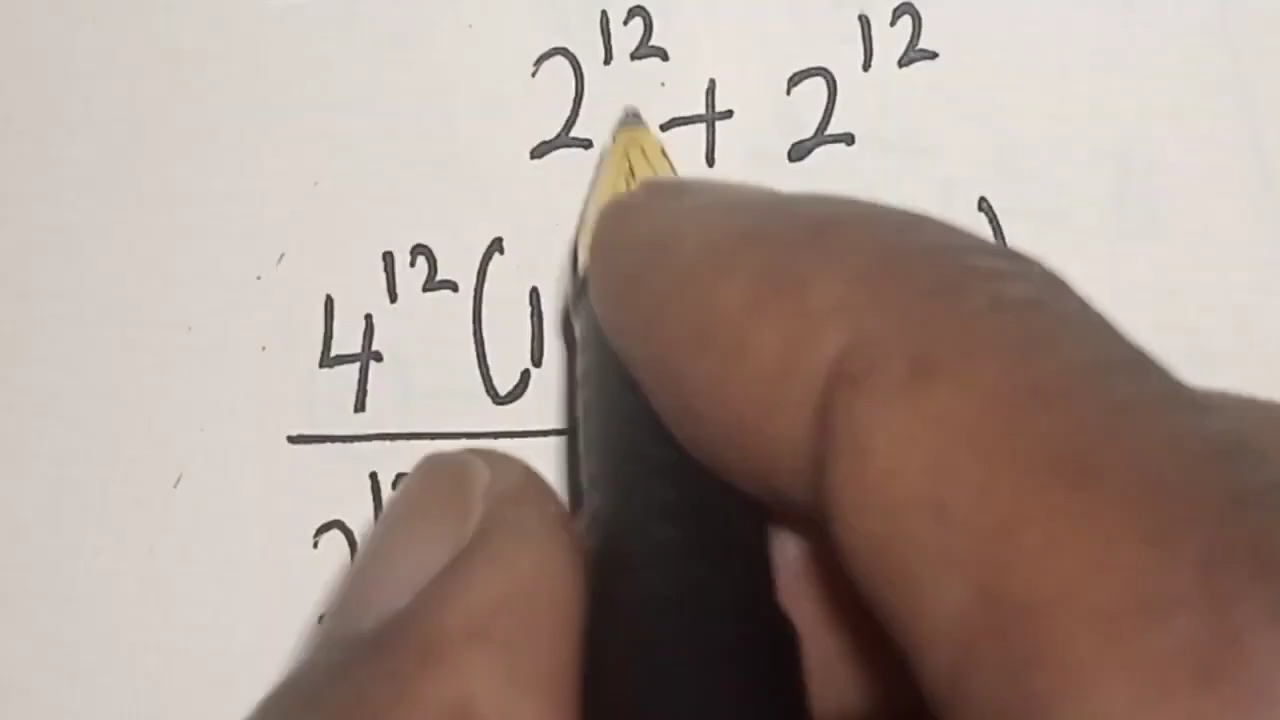 2¹² + 2¹²
4¹²(1 )